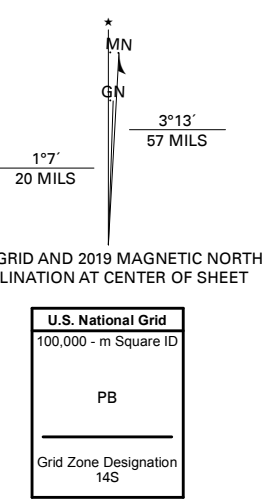 ★
MN
GN
3°13´
57 MILS
1°7´
20 MILS
GRID AND 2019 MAGNETIC NORTH
LINATION AT CENTER OF SHEET
U.S. National Grid
100,000 - m Square ID
PB
Grid Zone Designation
14S